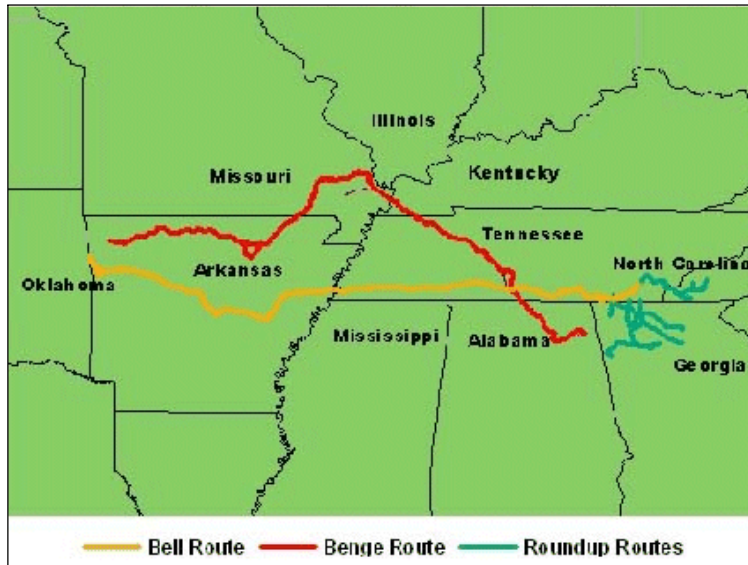 Illinois
Missouri
Kentucky
Tennessee
Arkansas
North Carolina
Oklahoma
Mississippi
Alabama
Georgia
Bell Route
Benge Route
Roundup Routes